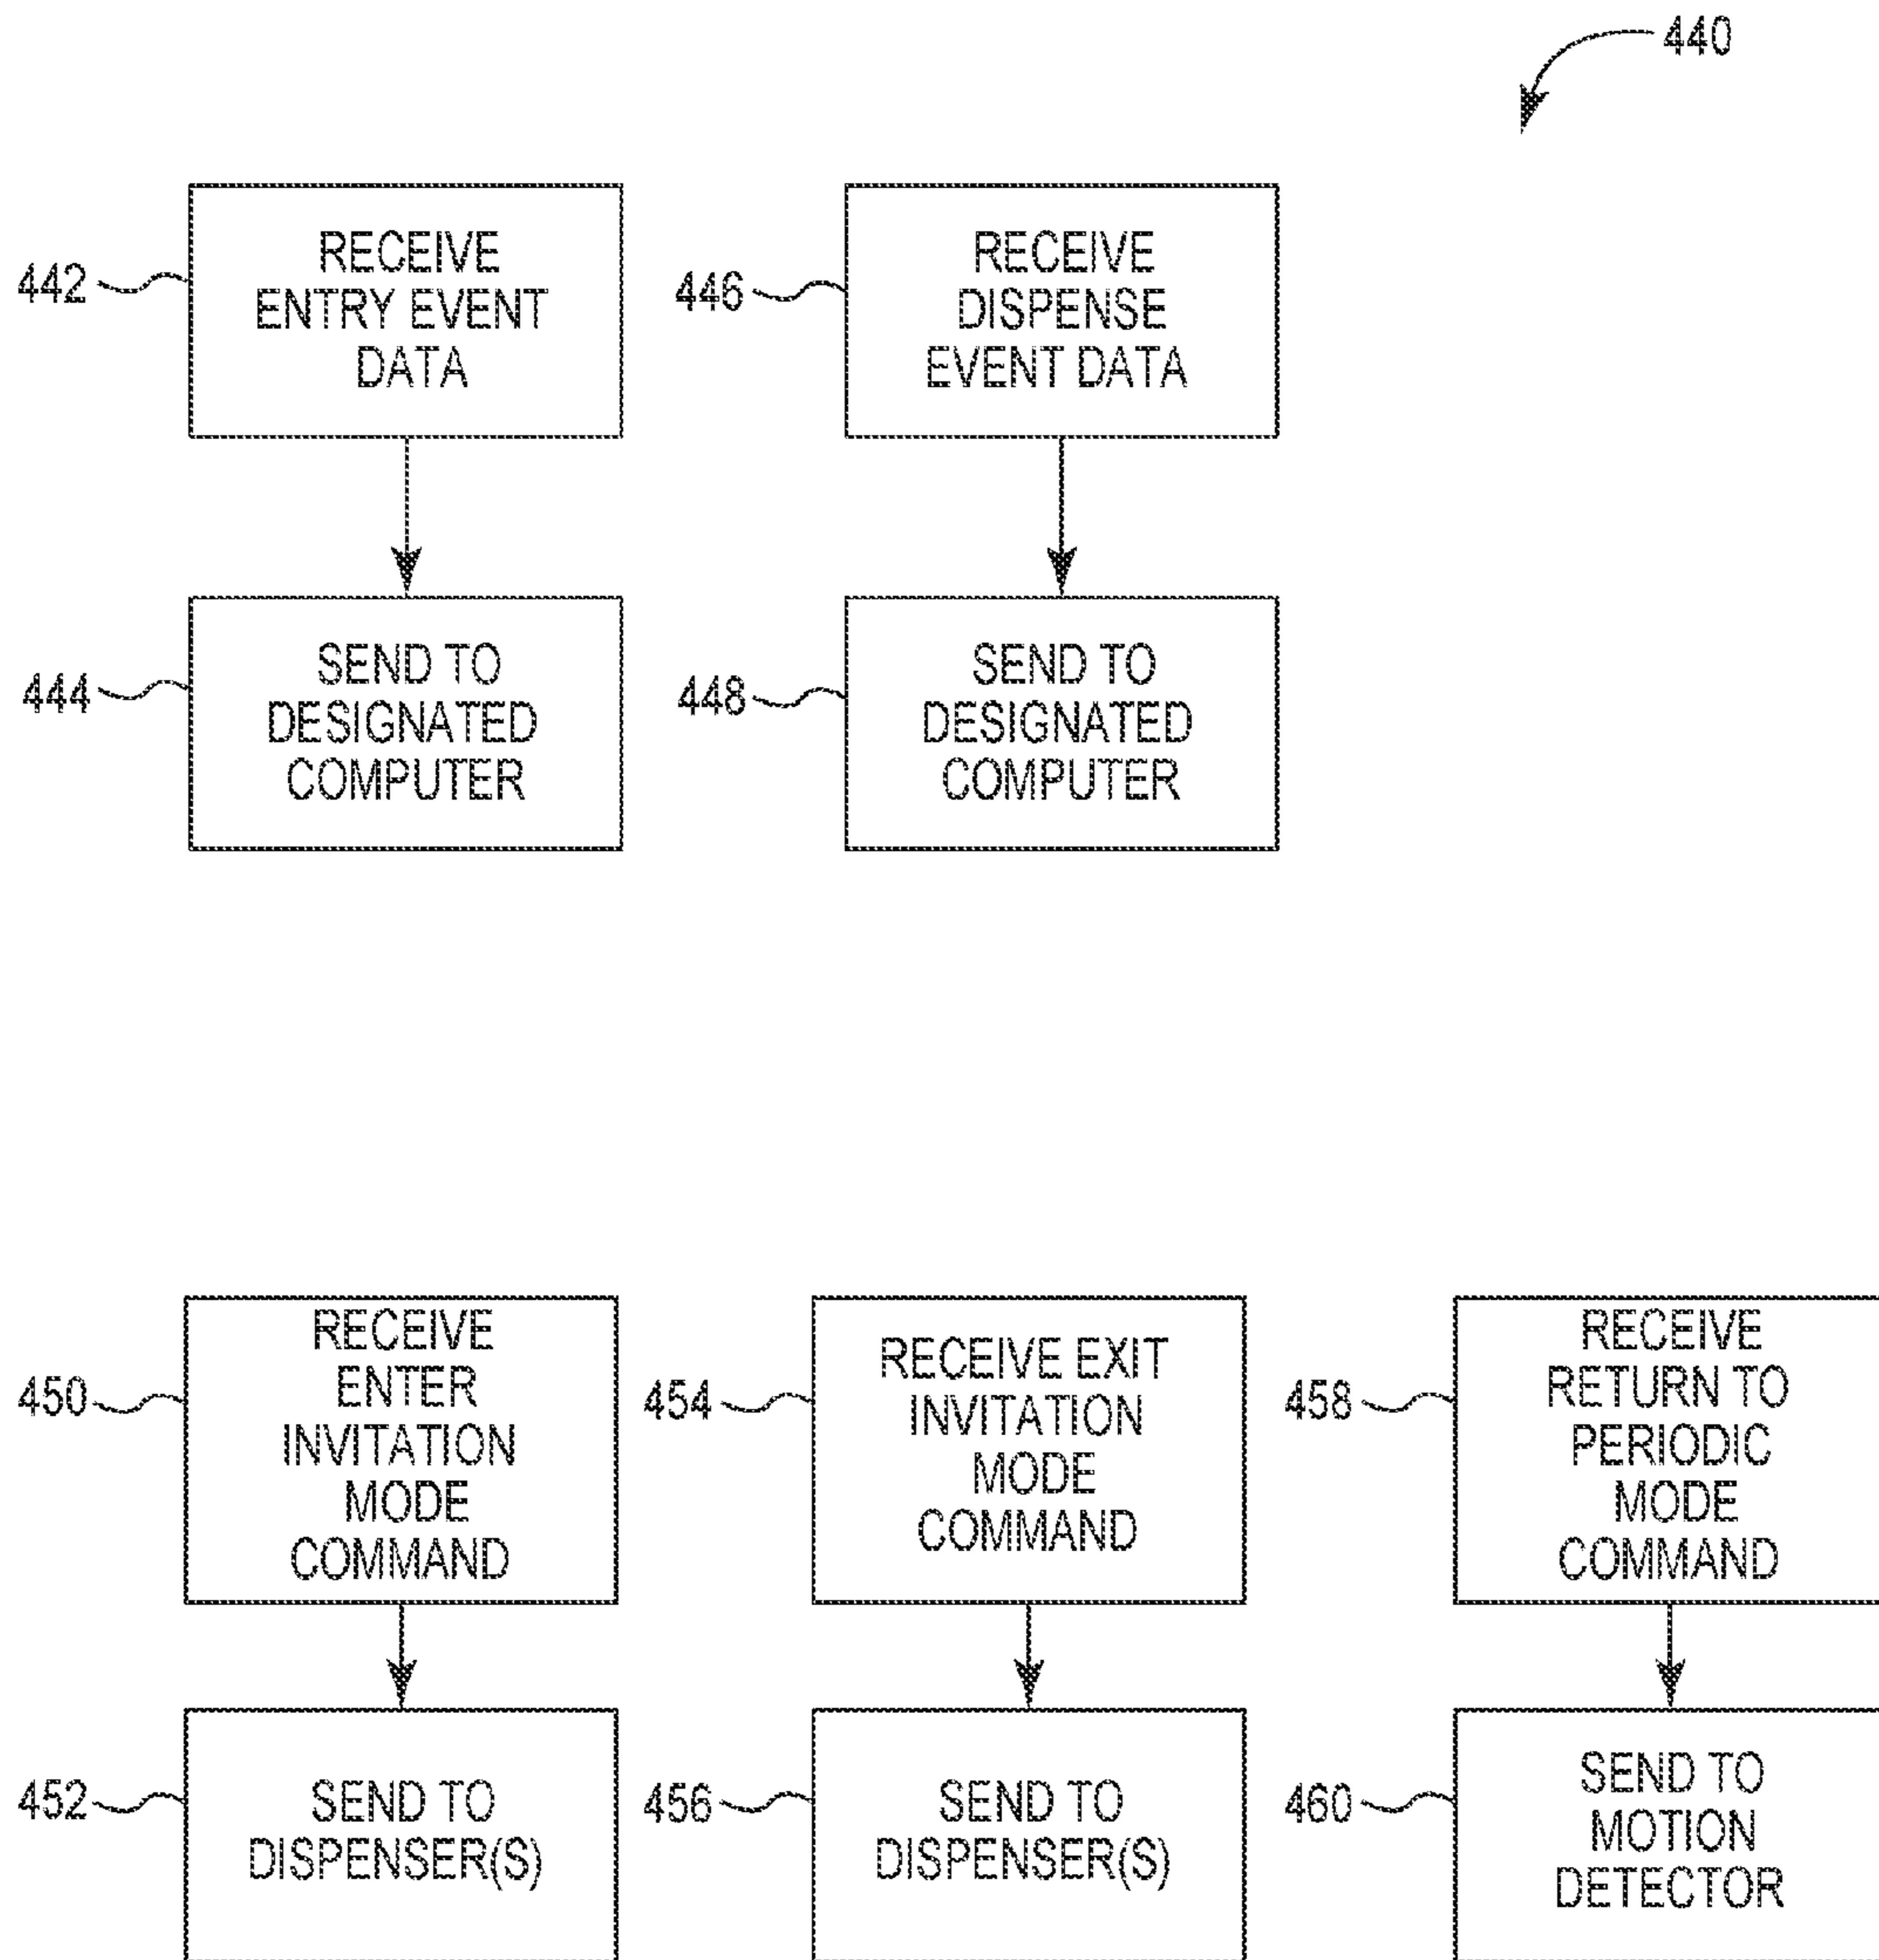 440
442
RECEIVE
ENTRY EVENT
DATA
446
RECEIVE
DISPENSE
EVENT DATA
444
SEND TO
DESIGNATED
COMPUTER
448
SEND TO
DESIGNATED
COMPUTER
450
RECEIVE
ENTER
INVITATION
MODE
COMMAND
454
RECEIVE EXIT
INVITATION
MODE
COMMAND
458
RECEIVE
RETURN TO
PERIODIC
MODE
COMMAND
452
SEND TO
DISPENSER(S)
456
SEND TO
DISPENSER(S)
460
SEND TO
MOTION
DETECTOR